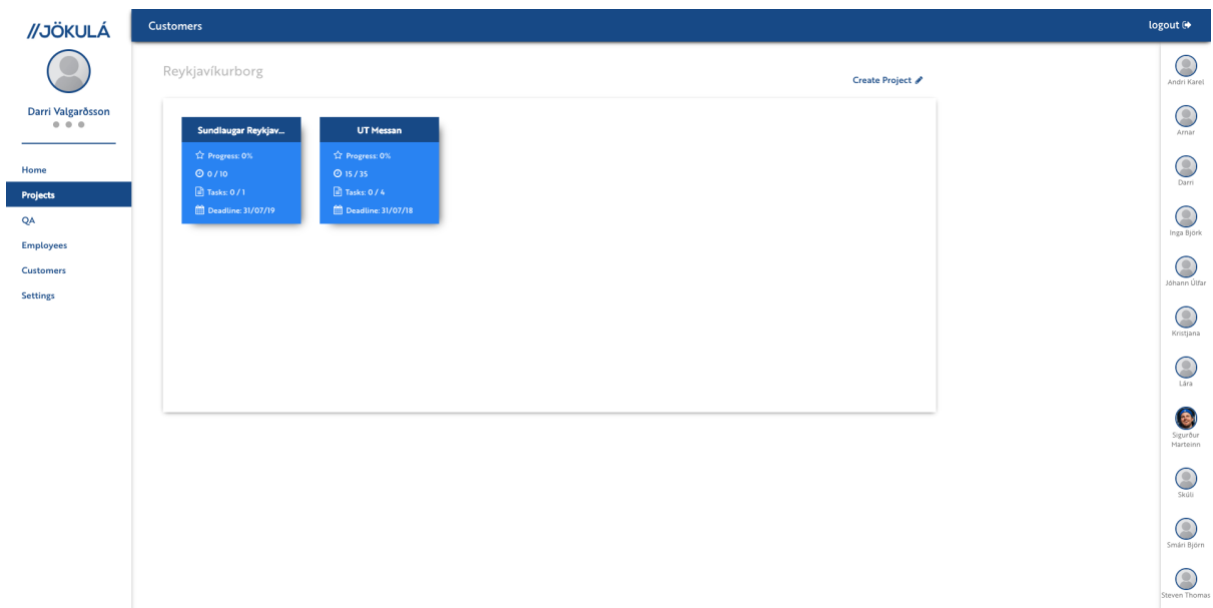 //JÖKULÁ
Darri Valgarðsson
Home
Projects
QA
Employees
Customers
Settings
Customers
logout
Reykjavíkurborg
Create Project
Sundlaugar Reykjav...
Progress: 0%
0 / 10
Tasks: 0 / 1
Deadline: 31/07/19
UT Messan
Progress: 0%
15 / 35
Tasks: 0 / 4
Deadline: 31/07/18
Andri Karel
Arnar
Darri
Inga Björk
Jóhann Úlfar
Kristjana
Lára
Sigurður
Marteinn
Skúli
Smári Björn
Steven Thomas